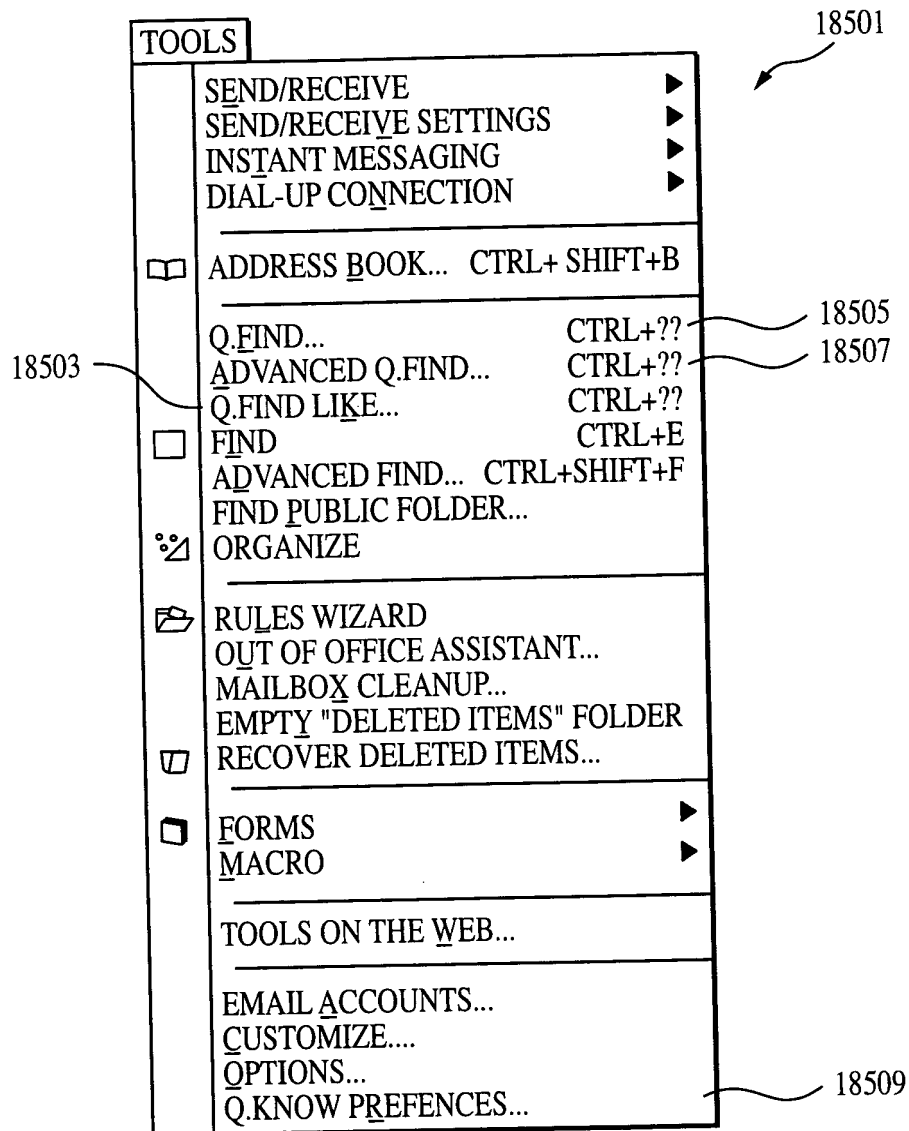 18501
TOOLS
SEND/RECEIVE
SEND/RECEIVE SETTINGS
INSTANT MESSAGING
DIAL-UP CONNECTION
ADDRESS BOOK... CTRL+ SHIFT+B
Q.FIND... CTRL+?? 18505
ADVANCED Q.FIND... CTRL+?? 18507
18503 Q.FIND LIKE... CTRL+??
FIND CTRL+E
ADVANCED FIND... CTRL+SHIFT+F
FIND PUBLIC FOLDER...
ORGANIZE
RULES WIZARD
OUT OF OFFICE ASSISTANT...
MAILBOX CLEANUP...
EMPTY "DELETED ITEMS" FOLDER
RECOVER DELETED ITEMS...
FORMS
MACRO
TOOLS ON THE WEB...
EMAIL ACCOUNTS...
CUSTOMIZE....
OPTIONS...
Q.KNOW PREFENCES... 18509